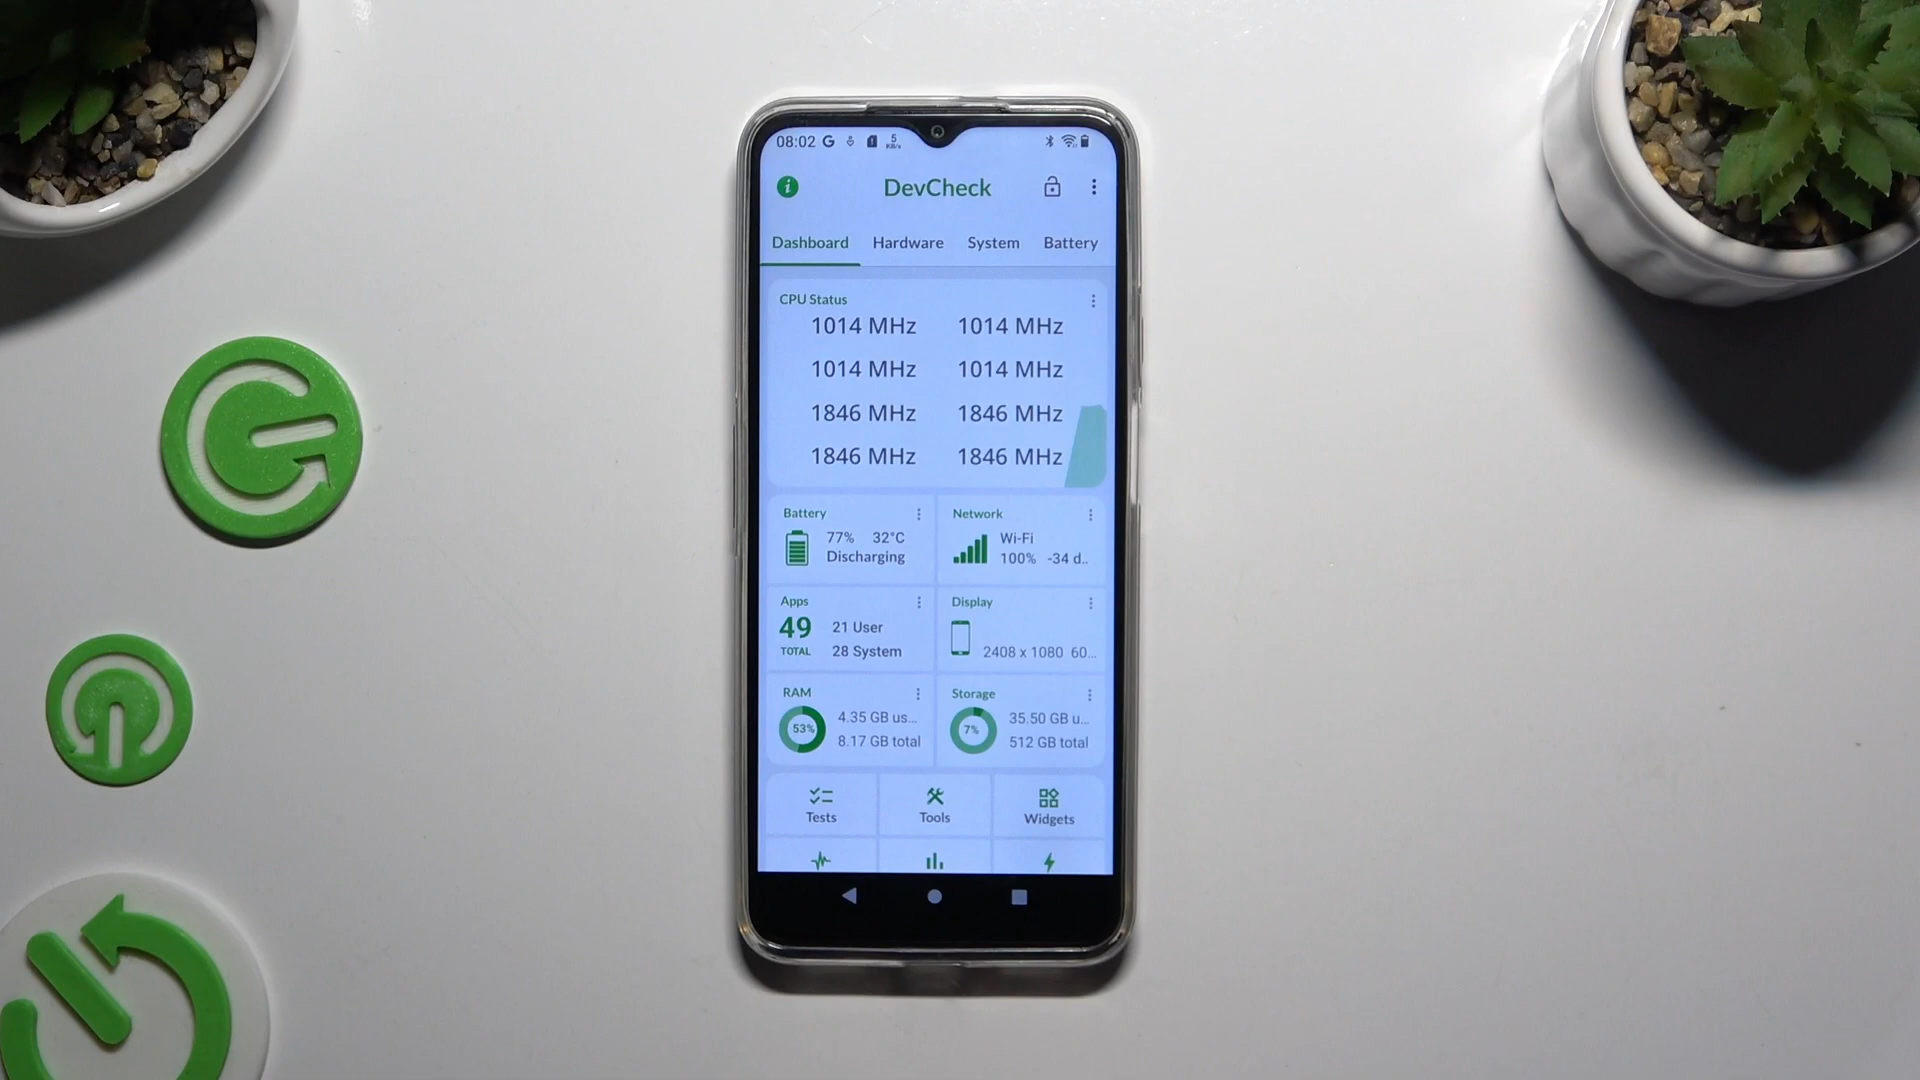 08:02 G 5 KB/s
DevCheck
Dashboard Hardware System Battery
CPU Status
1014 MHz 1014 MHz
1014 MHz 1014 MHz
1846 MHz 1846 MHz
1846 MHz 1846 MHz
Battery
77% 32°C
Discharging
Network
Wi-Fi
100% -34 d..
Apps
49 21 User
TOTAL 28 System
Display
2408 x 1080 60...
RAM
53% 4.35 GB us...
8.17 GB total
Storage
7% 35.50 GB u...
512 GB total
Tests Tools Widgets